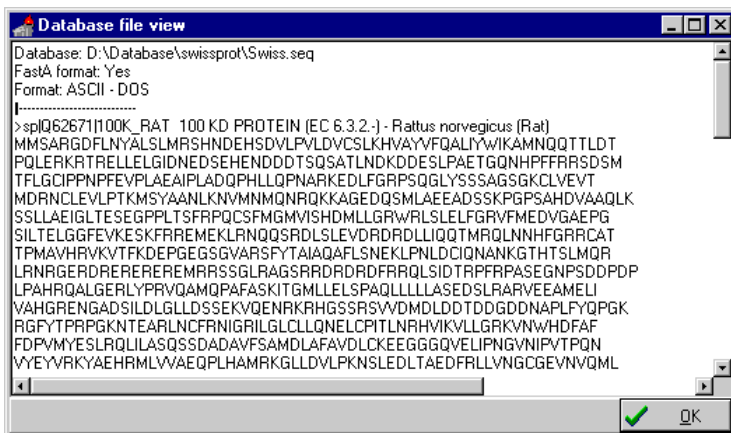 Database file view
Database: D:\Database\swissprot\Swiss.seq
FastA format: Yes
Format: ASCII - DOS
|---------------------------
>sp|Q62671|100K_RAT 100 KD PROTEIN (EC 6.3.2.-) - Rattus norvegicus (Rat)
MMSARGDFLNYALSLMRSHNDEHSDVLPVLDVCSLKHVAYVFQALIYWIKAMNQQTTLDT
PQLERKRTRELLELGIDNEDSEHENDDDTSQSATLNDKDDESLPAETGQNHPFFRRSDSM
TFLGCIPPNPFEVPLAEAIPLADQPHLLQPNARKEDLFGRPSQGLYSSSAGSGKCLVEVT
MDRNCLEVLPTKMSYAANLKNVMNMQNRQKKAGEDQSMLAEEADSSKPGPSAHDVAAQLK
SSLLAEIGLTESEGPPLTSFRPQCSFMGMVISHDMLLGRWRLSLELFGRVFMEDVGAEPG
SILTELGGFEVKESKFRREMEKLRNQQSRDLSLEVDRDRDLLIQQTMRQLNNHFGRRCAT
TPMAVHRVKVTFKDEPGEGSGVARSFYTAIAQAFLSNEKLPNLDCIQNANKGTHTSLMQR
LRNRGERDREREREREMRRSSGLRAGSRRDRDRDFRRQLSIDTRPFRPASEGNPSDDPDP
LPAHRQALGERLYPRVQAMQPAFASKITGMLLELSPAQLLLLLASEDSLRARVEEAMELI
VAHGRENGADSILDLGLLDSSEKVQENRKRHGSSRSVVDMDLDDTDDGDDNAPLFYQPGK
RGFYTPRPGKNTEARLNCFRNIGRILGLCLLQNELCPITLNRHVIKVLLGRKVNWHDFAF
FDPVMYESLRQLILASQSSDADAVFSAMDLAFAVDLCKEEGGGQVELIPNGVNIPVTPQN
VYEYVRKYAEHRMLVVAEQPLHAMRKGLLDVLPKNSLEDLTAEDFRLLVNGCGEVNVQML
OK